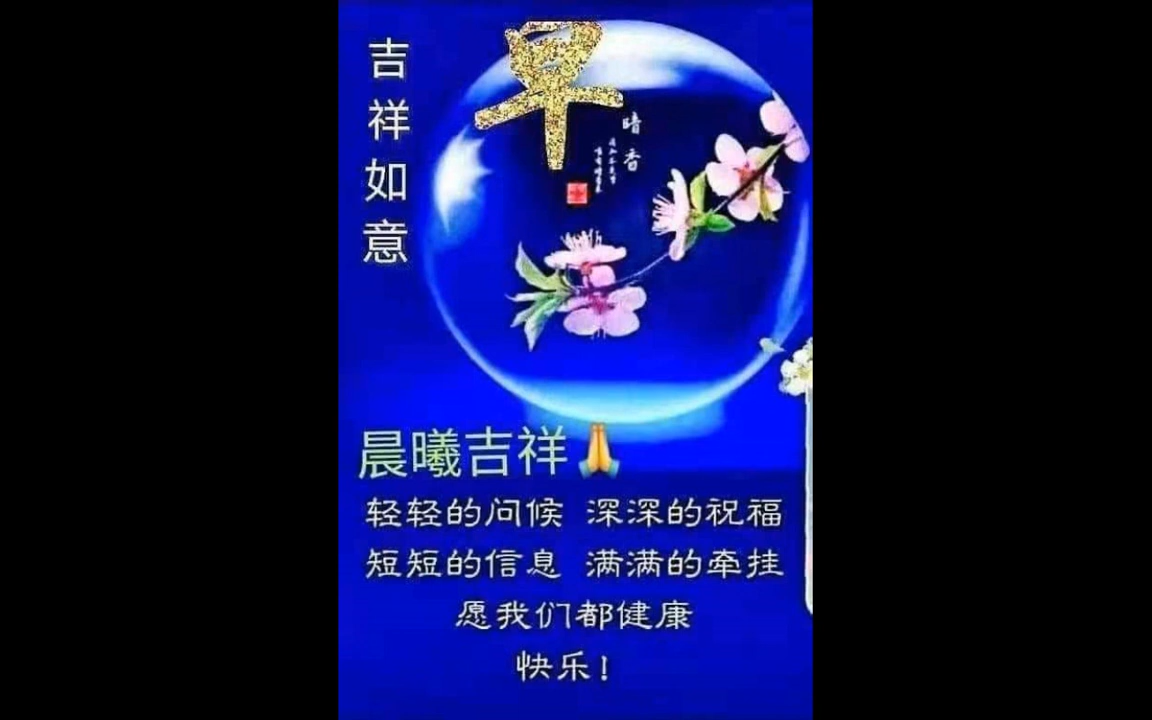 吉祥如意
早
暗香
晨曦吉祥🙏
轻轻的问候 深深的祝福
短短的信息 满满的牵挂
愿我们都健康
快乐！